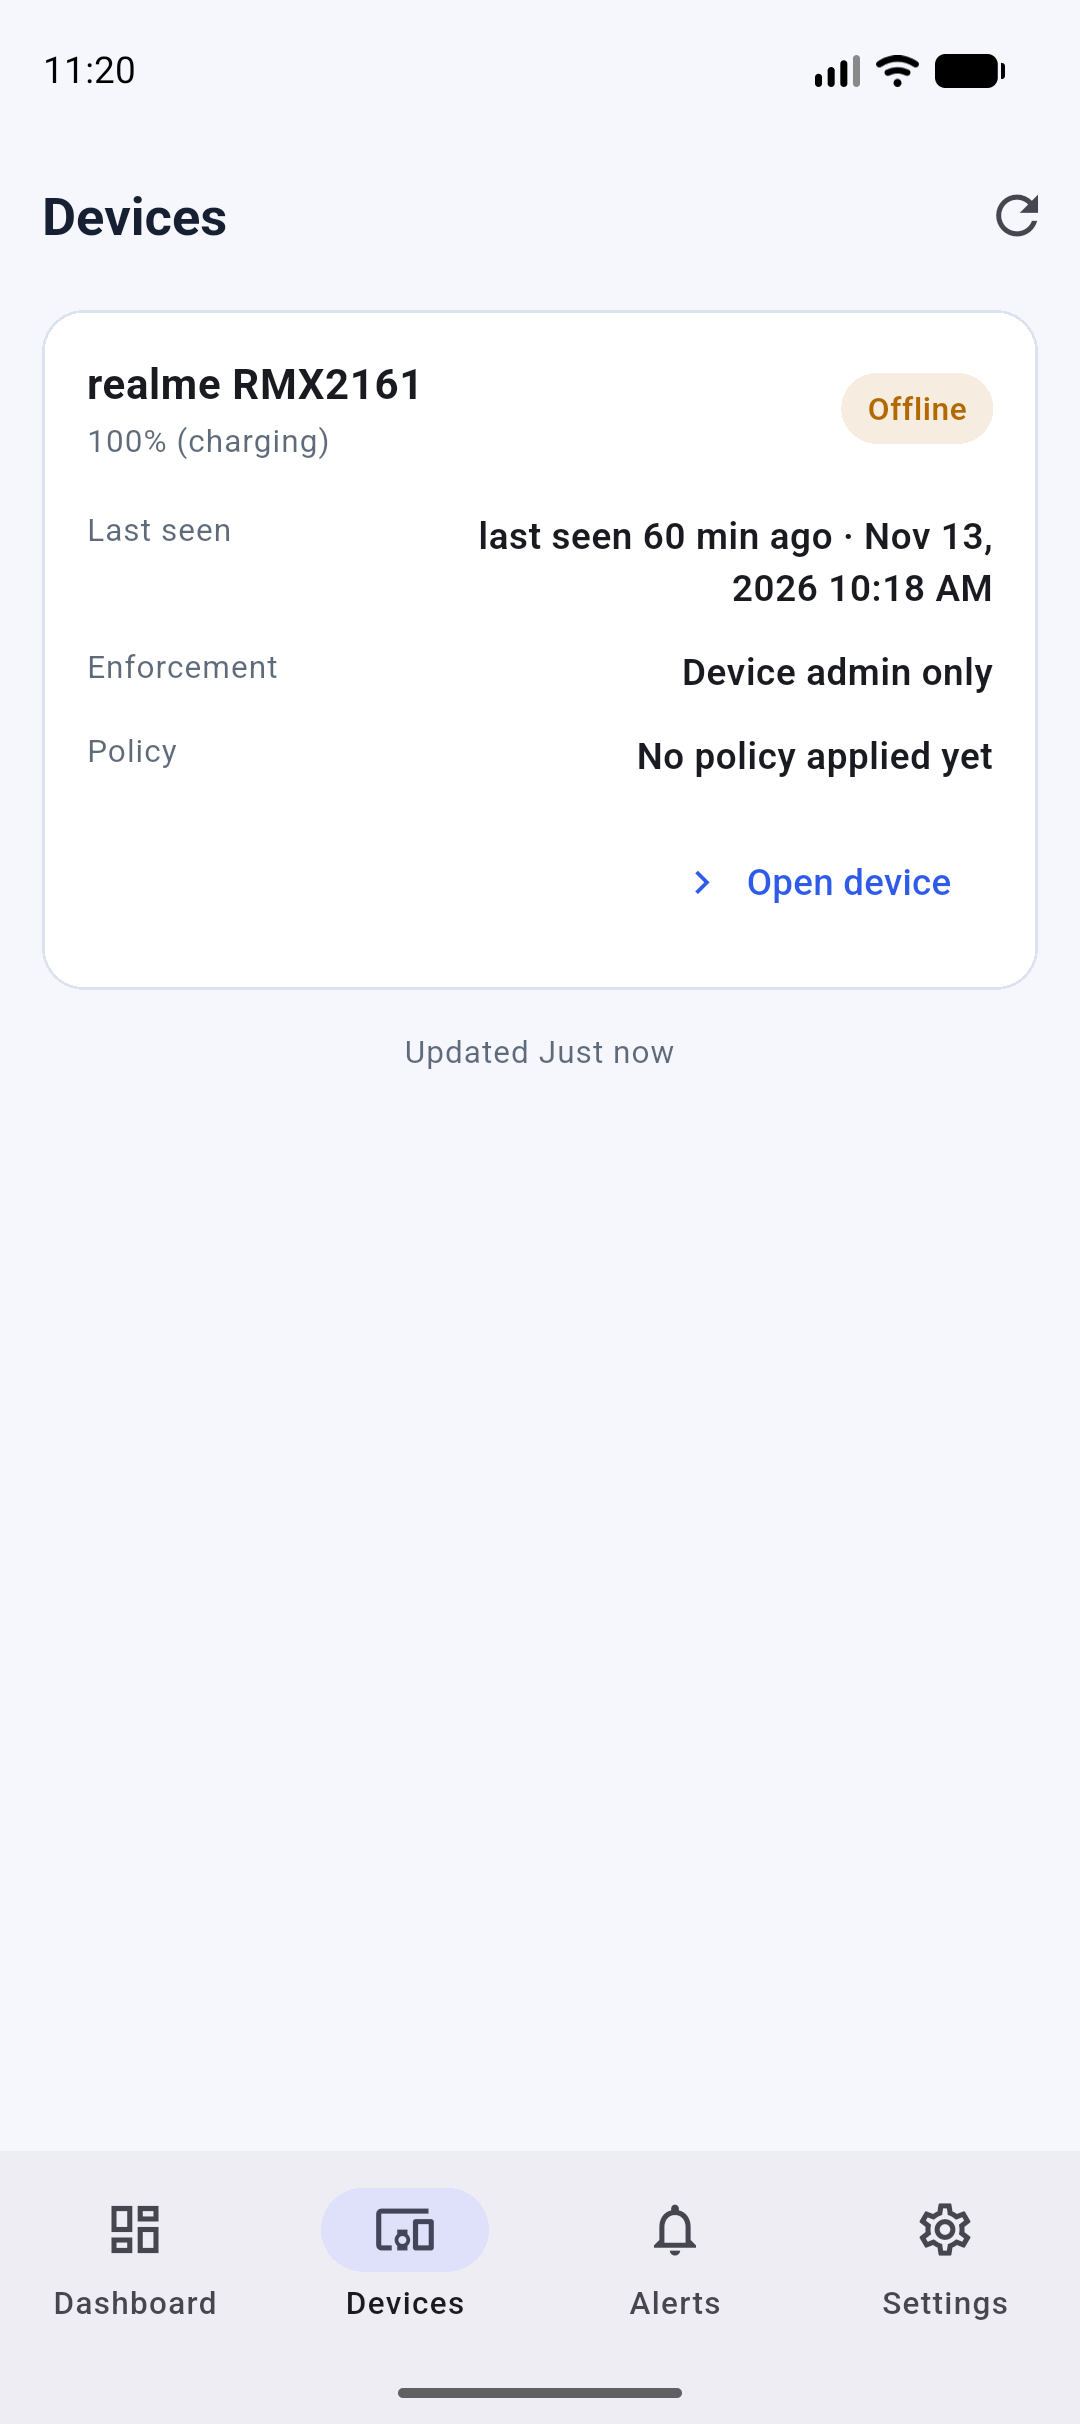 11:20
Devices
realme RMX2161
100% (charging)
Offline
Last seen
last seen 60 min ago · Nov 13,
2026 10:18 AM
Enforcement
Device admin only
Policy
No policy applied yet
Open device
Updated Just now
Dashboard
Devices
Alerts
Settings